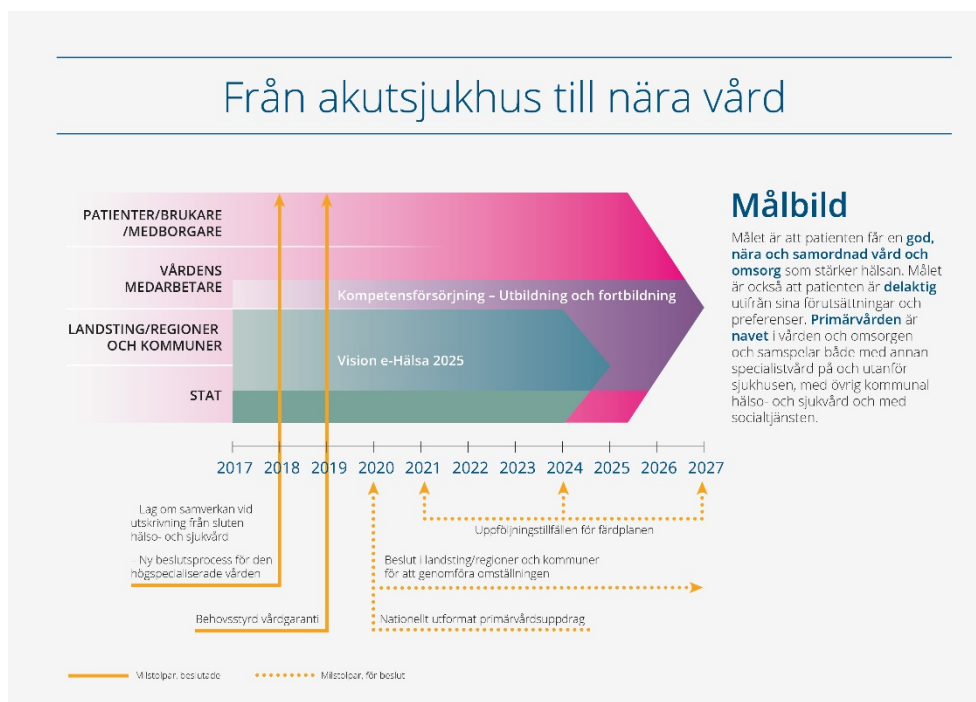 Från akutsjukhus till nära vård
PATIENTER/BRUKARE
/MEDBORGARE
VÅRDENS
MEDARBETARE
LANDSTING/REGIONER
OCH KOMMUNER
STAT
Kompetensförsörjning – Utbildning och fortbildning
Vision e-Hälsa 2025
Målbild
Målet är att patienten får en god,
nära och samordnad vård och
omsorg som stärker hälsan. Målet
är också att patienten är delaktig
utifrån sina förutsättningar och
preferenser. Primärvården är
navet i vården och omsorgen
och samspelar både med annan
specialistvård på och utanför
sjukhusen, med övrig kommunal
hälso- och sjukvård och med
socialtjänsten.
2017 2018 2019 2020 2021 2022 2023 2024 2025 2026 2027
Lag om samverkan vid
utskrivning från sluten
hälso- och sjukvård
– Ny beslutsprocess för den
högspecialiserade vården
Behovsstyrd vårdgaranti
Uppföljningstillfällen för färdplanen
Beslut i landsting/regioner och kommuner
för att genomföra omställningen
Nationellt utformat primärvårdsuppdrag
Milstolpar, beslutade
Milstolpar, för beslut